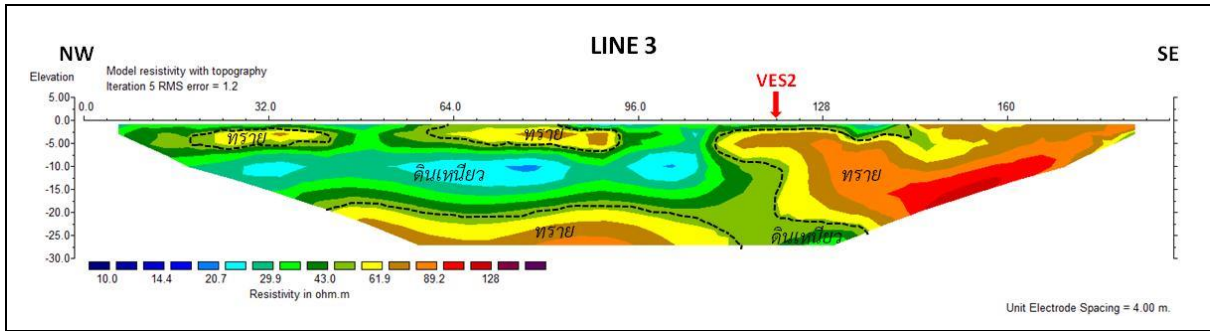 LINE 3
NW
SE
Elevation
Model resistivity with topography
Iteration 5 RMS error = 1.2
VES2
5.00
0.0 32.0 64.0 96.0 128 160
0.0
-5.00
-10.0
-15.0
-20.0
-25.0
-30.0
ทราย
ทราย
ดินเหนียว
ทราย
ทราย
ดินเหนียว
10.0 14.4 20.7 29.9 43.0 61.9 89.2 128
Resistivity in ohm.m
Unit Electrode Spacing = 4.00 m.